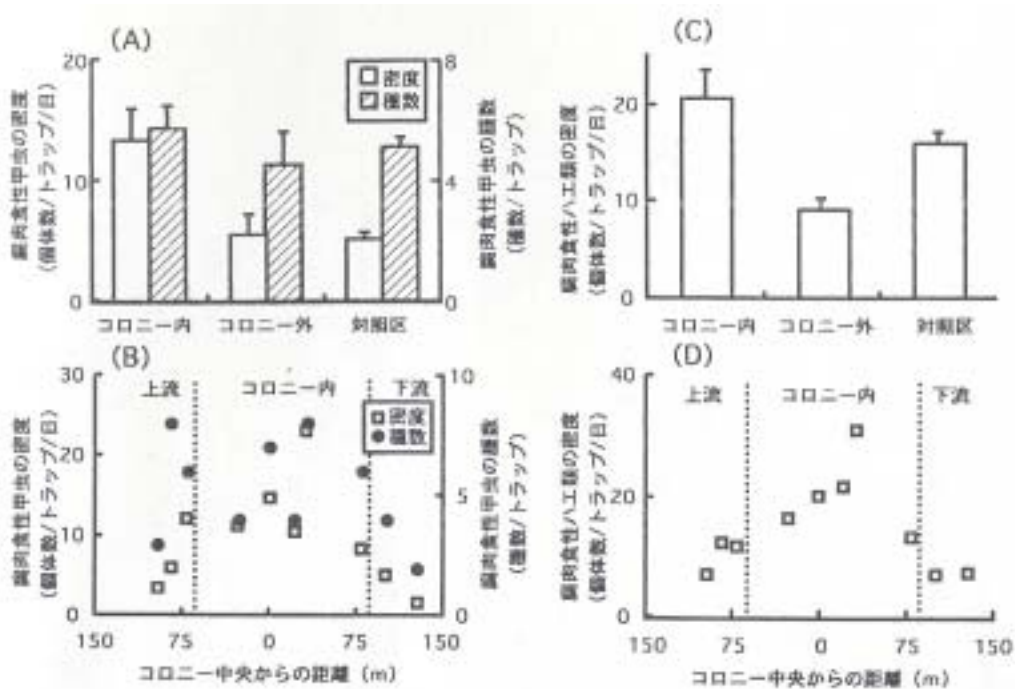 (A)
20
10
0
腐肉食性甲虫の密度
(個体数/トラップ/日)
密度
種数
8
4
0
腐肉食性甲虫の種数
(種数/トラップ)
コロニー内 コロニー外 対照区
(C)
20
10
0
腐肉食性ハエ類の密度
(個体数/トラップ/日)
コロニー内 コロニー外 対照区
(B)
上流 コロニー内 下流
30
20
10
0
腐肉食性甲虫の密度
(個体数/トラップ/日)
密度
種数
10
5
0
腐肉食性甲虫の種数
(種数/トラップ)
150 75 0 75 150
コロニー中央からの距離 (m)
(D)
上流 コロニー内 下流
40
20
0
腐肉食性ハエ類の密度
(個体数/トラップ/日)
150 75 0 75 150
コロニー中央からの距離 (m)